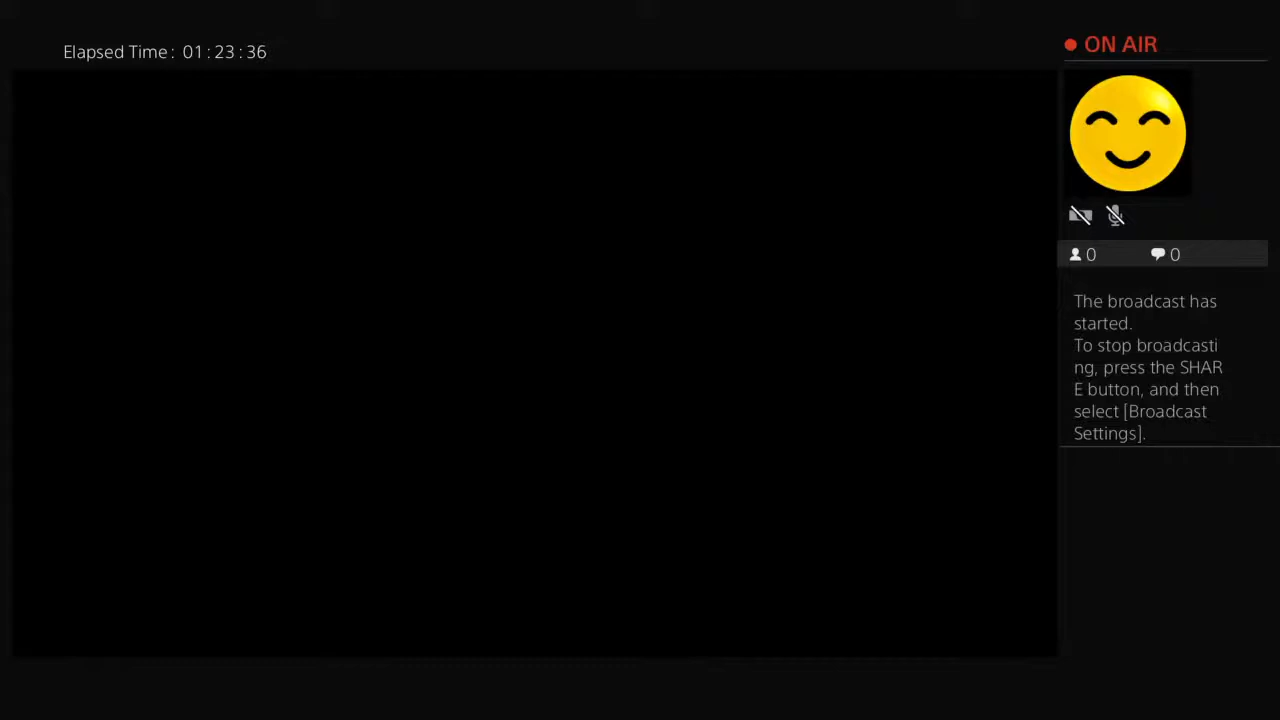 Elapsed Time: 01:23:36
ON AIR
0 0
The broadcast has
started.
To stop broadcasti
ng, press the SHAR
E button, and then
select [Broadcast
Settings].